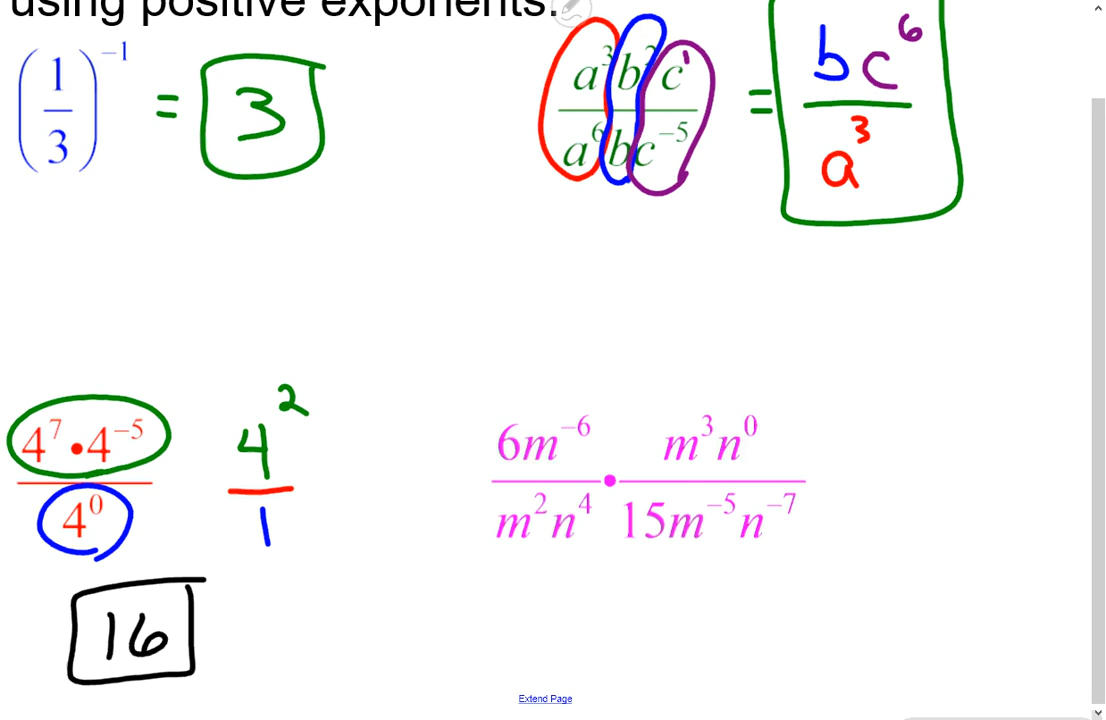 using positive exponents.
(1/3)^-1 = 3
a^3 b^2 c^1 / a^6 b c^-5 = b c^6 / a^3
4^7 • 4^-5 / 4^0 4^2 / 1
6m^-6 / m^2 n^4 • m^3 n^0 / 15m^-5 n^-7
16
Extend Page